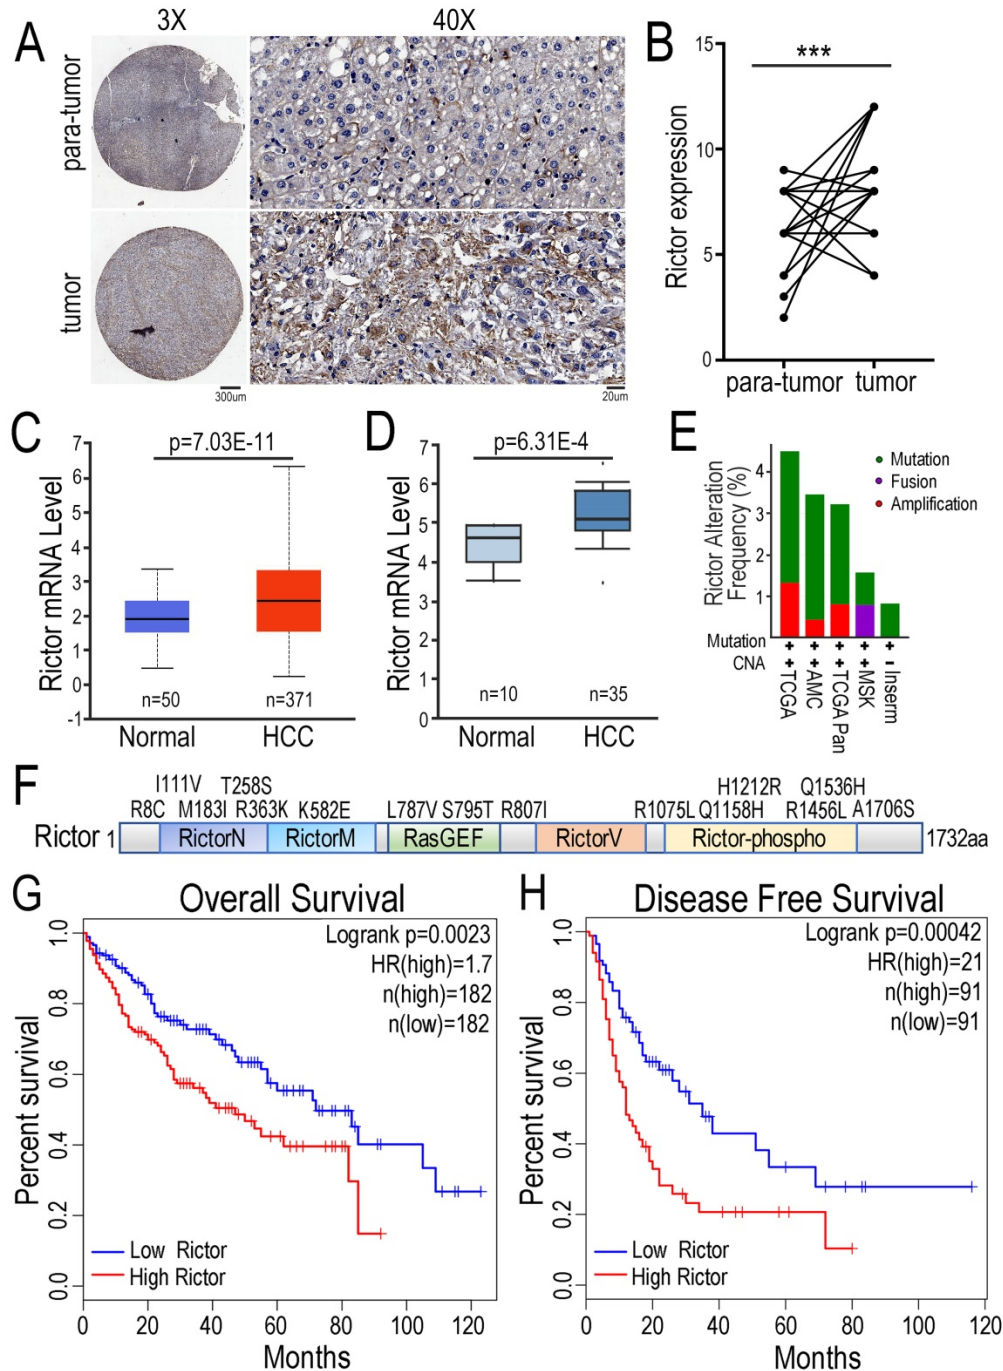 A
3X
40X
para-tumor
tumor
300um
20um
B
***
Rictor expression
15
10
5
0
para-tumor
tumor
C
p=7.03E-11
Rictor mRNA Level
7
6
5
4
3
2
1
0
-1
n=50
n=371
Normal
HCC
D
p=6.31E-4
Rictor mRNA Level
6
5
4
3
2
1
0
n=10
n=35
Normal
HCC
E
Rictor Alteration
Frequency (%)
4
3
2
1
Mutation
Fusion
Amplification
Mutation + + + + +
CNA + + + + -
TCGA
AMC
TCGA Pan
MSK
Inserm
F
I111V T258S H1212R Q1536H
R8C M183I R363K K582E L787V S795T R807I R1075L Q1158H R1456L A1706S
Rictor 1 RictorN RictorM RasGEF RictorV Rictor-phospho 1732aa
G
Overall Survival
Logrank p=0.0023
HR(high)=1.7
n(high)=182
n(low)=182
Percent survival
1.0
0.8
0.6
0.4
0.2
0.0
Low Rictor
High Rictor
0 20 40 60 80 100 120
Months
H
Disease Free Survival
Logrank p=0.00042
HR(high)=21
n(high)=91
n(low)=91
Percent survival
1.0
0.8
0.6
0.4
0.2
0.0
Low Rictor
High Rictor
0 20 40 60 80 100 120
Months